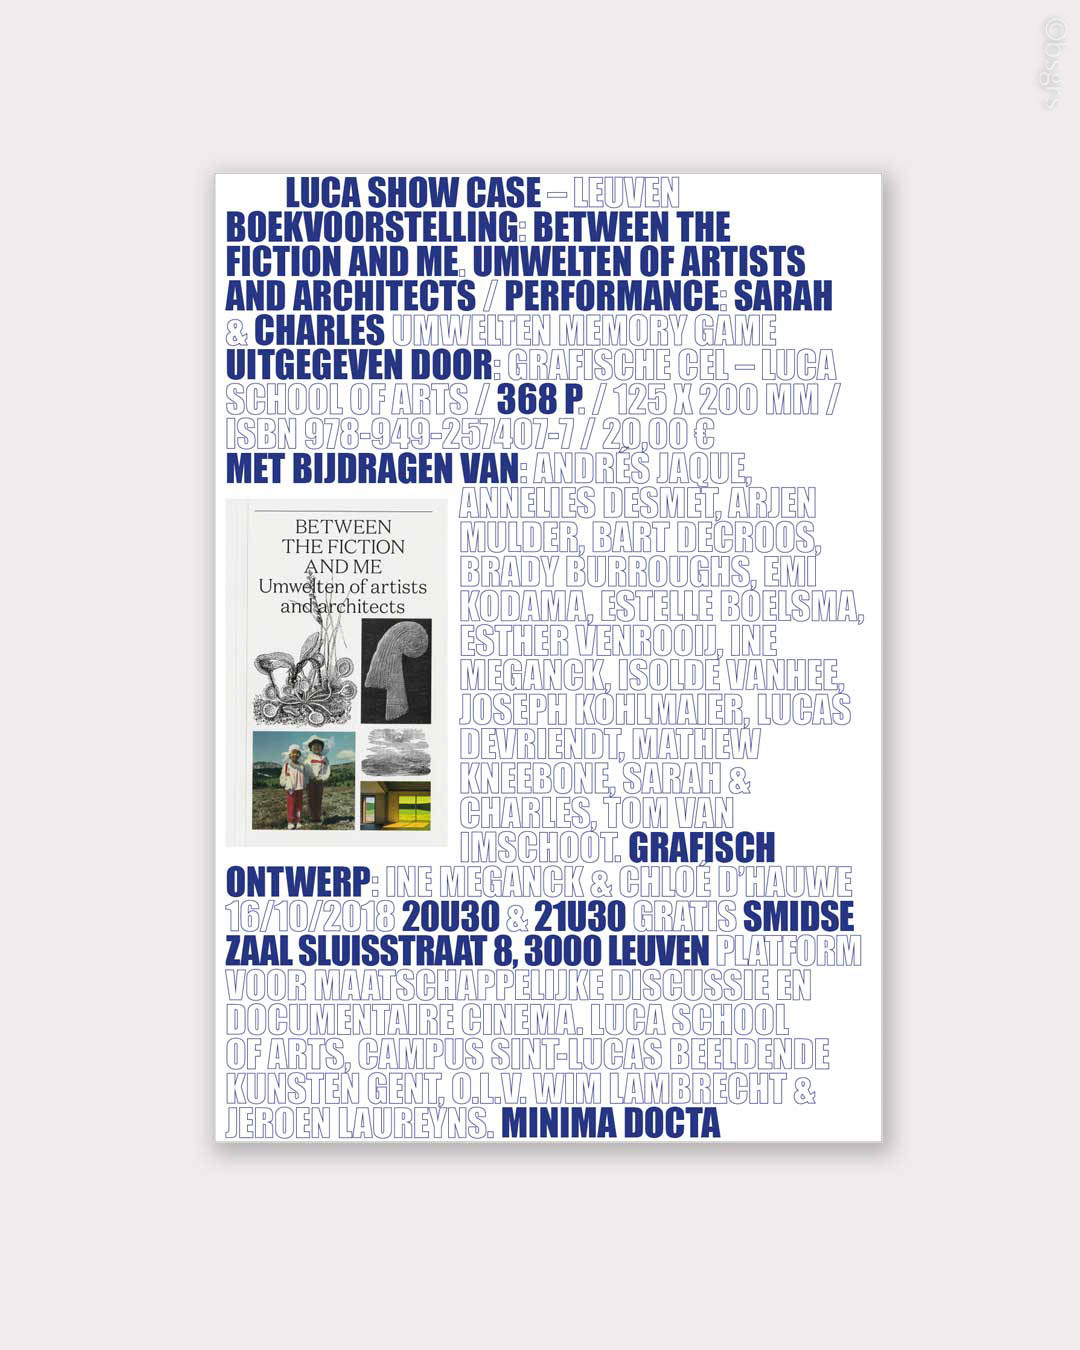 ©bsgrs
LUCA SHOW CASE – LEUVEN
BOEKVOORSTELLING: BETWEEN THE
FICTION AND ME. UMWELTEN OF ARTISTS
AND ARCHITECTS / PERFORMANCE: SARAH
& CHARLES UMWELTEN MEMORY GAME
UITGEGEVEN DOOR: GRAFISCHE CEL – LUCA
SCHOOL OF ARTS / 368 P. / 125 X 200 MM /
ISBN 978-949-257407-7 / 20,00 €
MET BIJDRAGEN VAN: ANDRÉS JAQUE,
ANNELIES DESMET, ARJEN
MULDER, BART DECROOS,
BRADY BURROUGHS, EMI
KODAMA, ESTELLE BOELSMA,
ESTHER VENROOIJ, INE
MEGANCK, ISOLDE VANHEE,
JOSEPH KOHLMAIER, LUCAS
DEVRIENDT, MATHEW
KNEEBONE, SARAH &
CHARLES, TOM VAN
IMSCHOOT. GRAFISCH
ONTWERP: INE MEGANCK & CHLOÉ D'HAUWE
16/10/2018 20U30 & 21U30 GRATIS SMIDSE
ZAAL SLUISSTRAAT 8, 3000 LEUVEN PLATFORM
VOOR MAATSCHAPPELIJKE DISCUSSIE EN
DOCUMENTAIRE CINEMA. LUCA SCHOOL
OF ARTS, CAMPUS SINT-LUCAS BEELDENDE
KUNSTEN GENT, O.L.V. WIM LAMBRECHT &
JEROEN LAUREYNS. MINIMA DOCTA
BETWEEN
THE FICTION
AND ME
Umwelten of artists
and architects